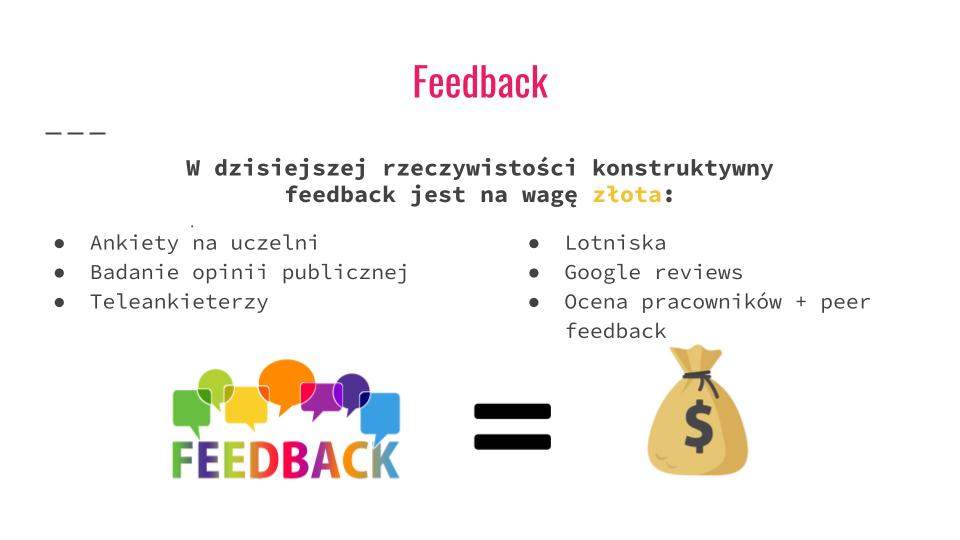 Feedback
W dzisiejszej rzeczywistości konstruktywny
feedback jest na wagę złota:
● Ankiety na uczelni
● Badanie opinii publicznej
● Teleankieterzy
● Lotniska
● Google reviews
● Ocena pracowników + peer
feedback
FEEDBACK
=
$